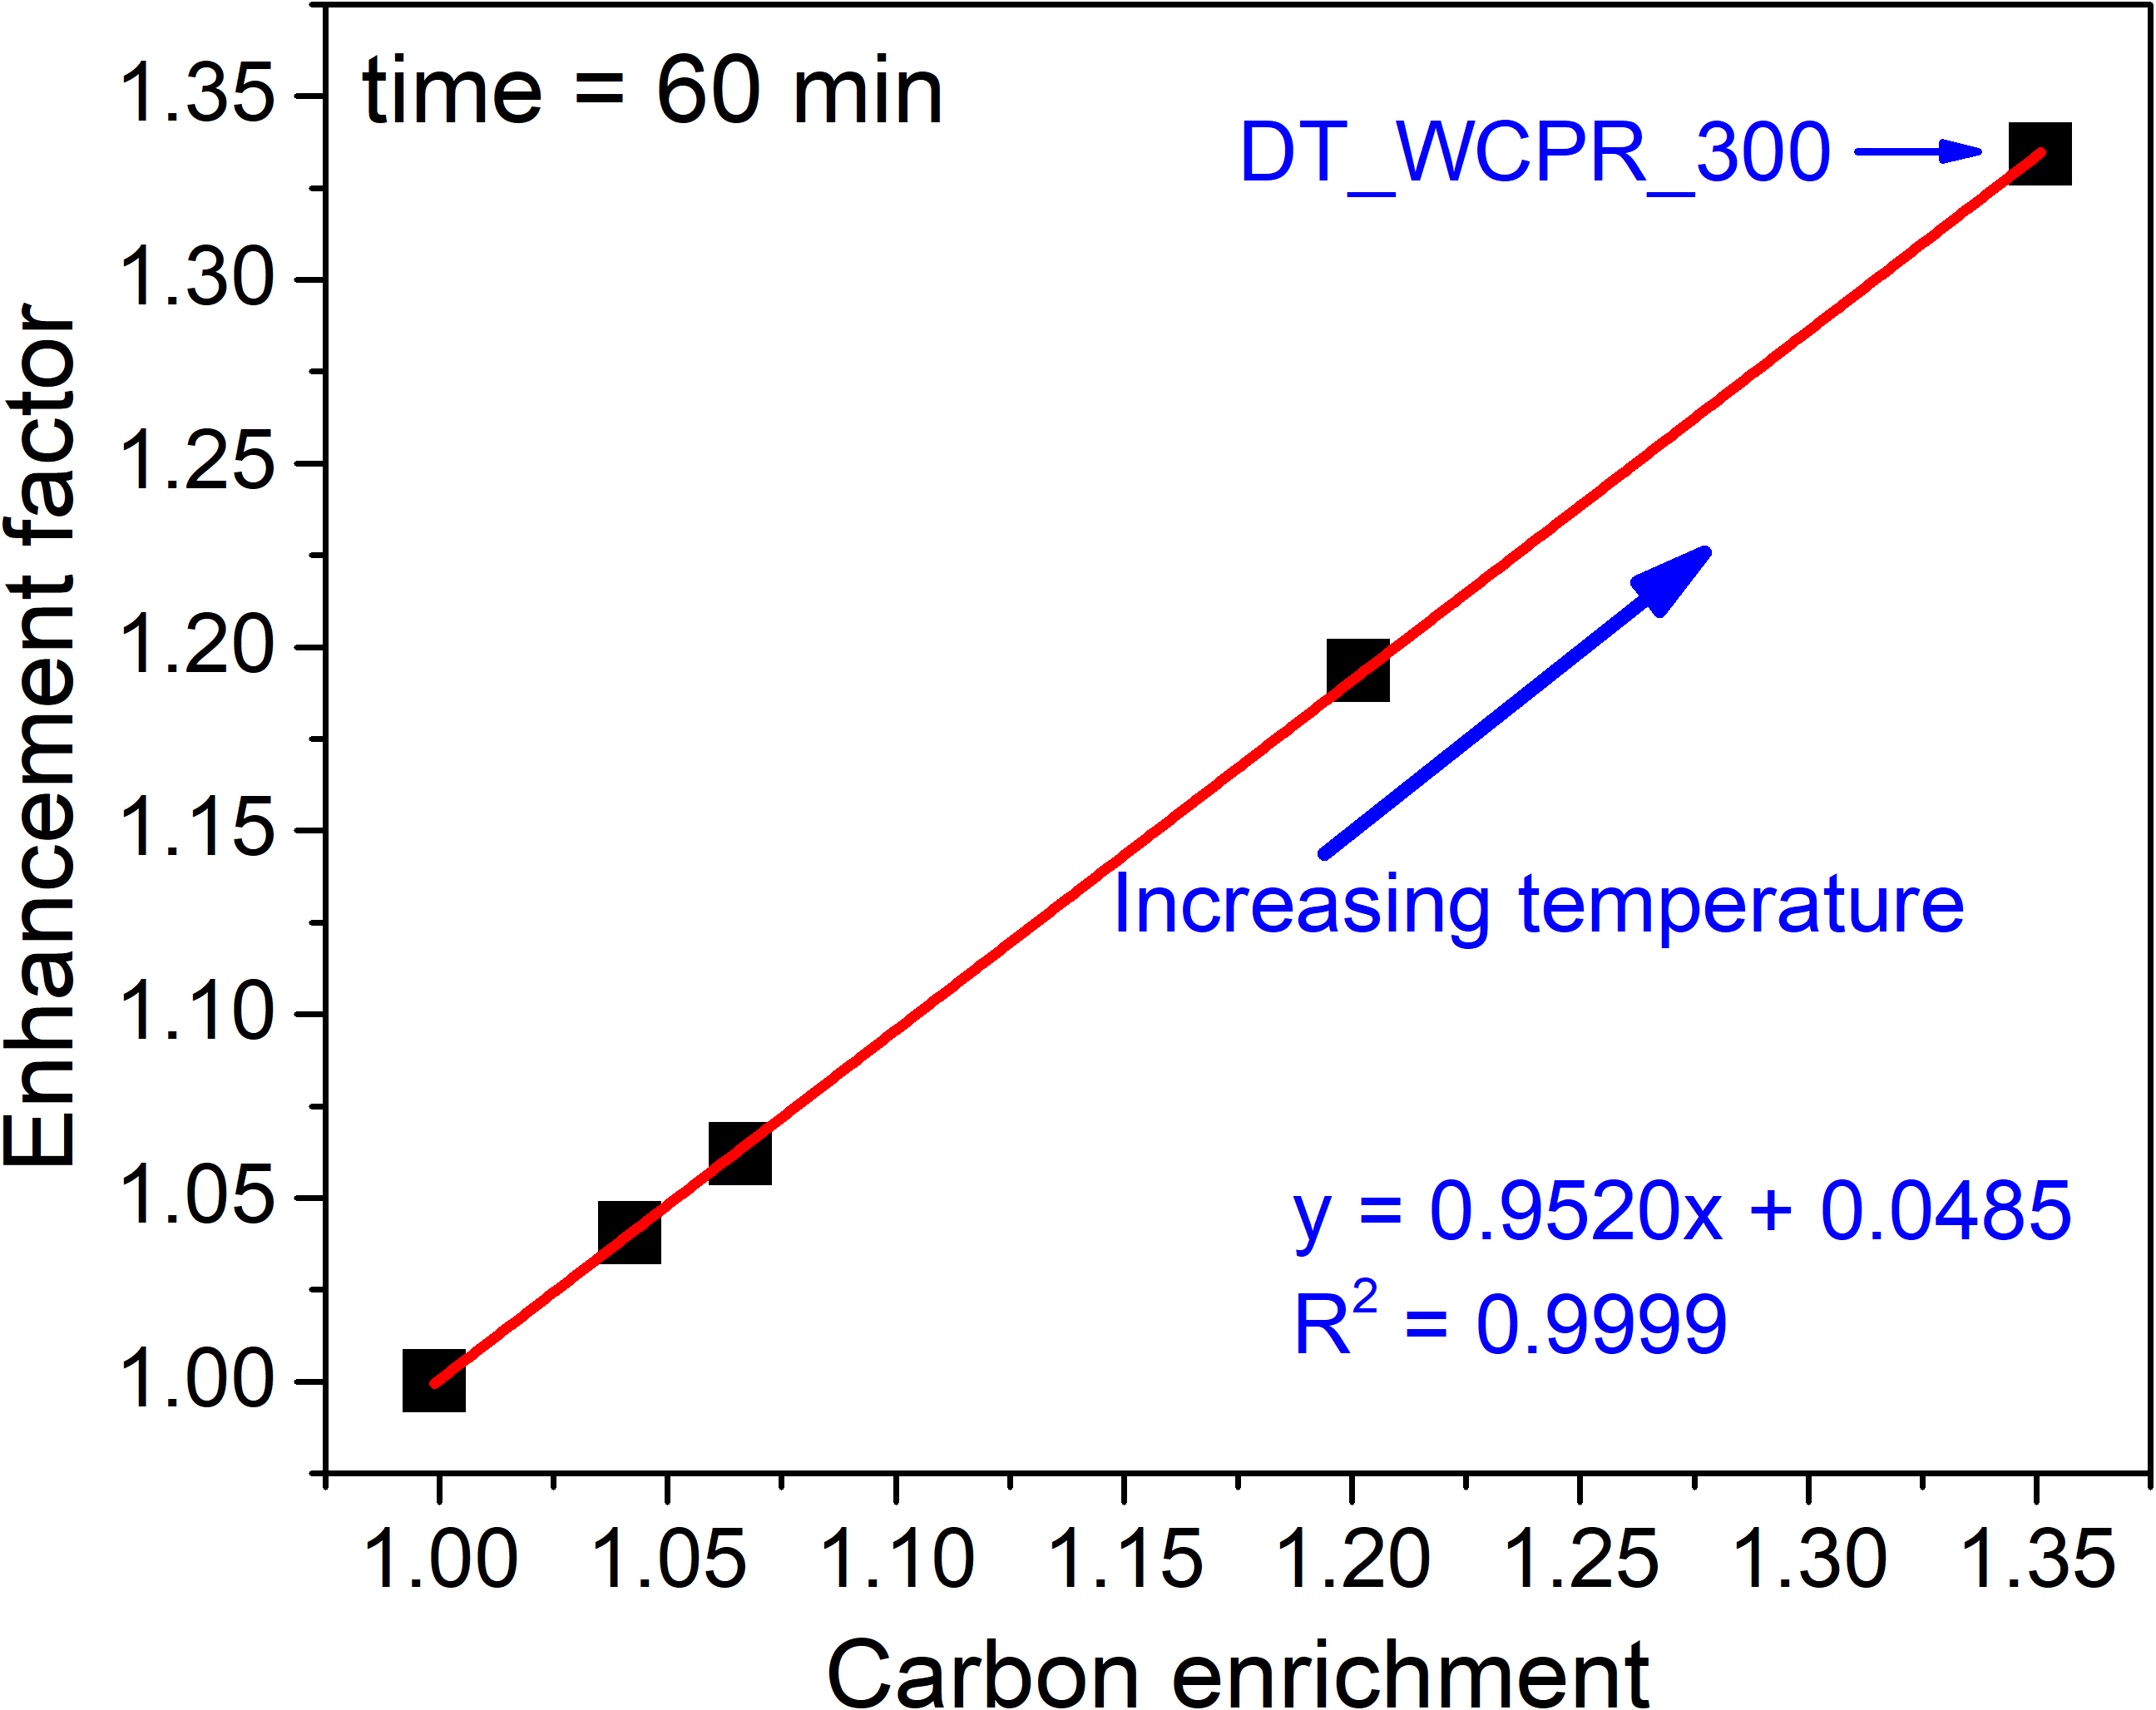 time = 60 min
DT_WCPR_300
Increasing temperature
y = 0.9520x + 0.0485
R² = 0.9999
Enhancement factor
1.35
1.30
1.25
1.20
1.15
1.10
1.05
1.00
1.00 1.05 1.10 1.15 1.20 1.25 1.30 1.35
Carbon enrichment